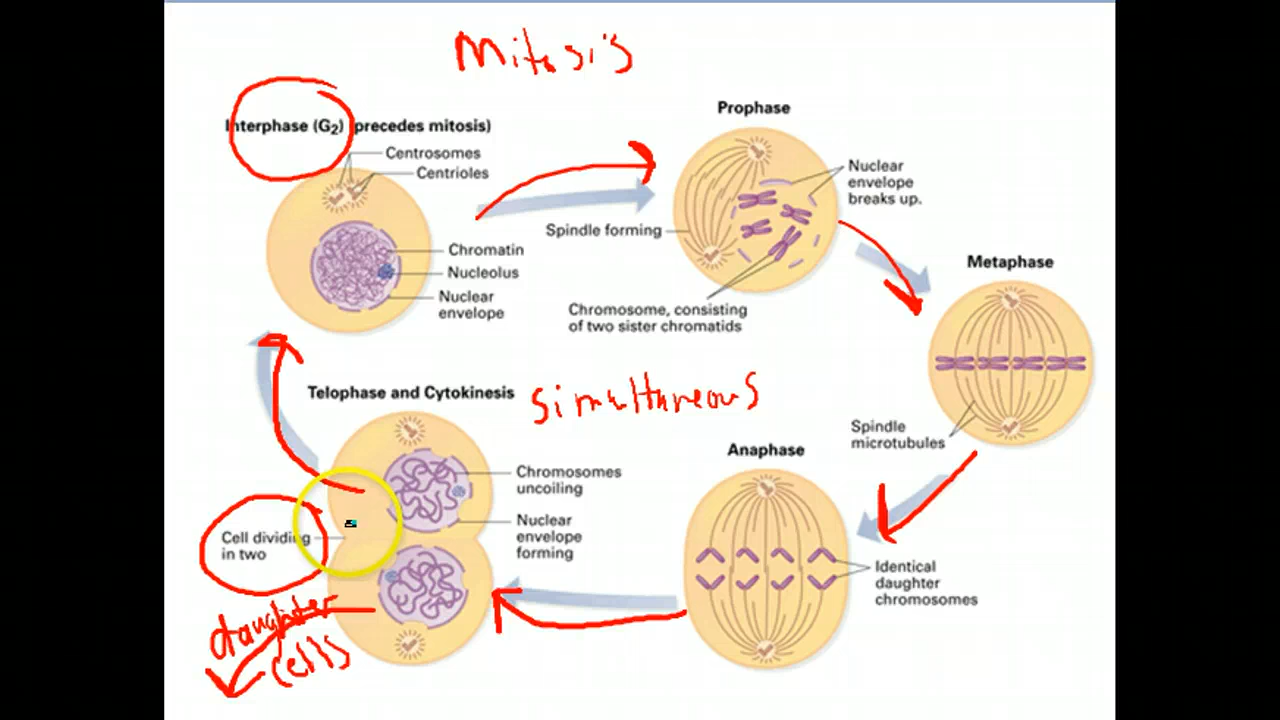 Mitosis
Interphase (G2) (precedes mitosis)
Centrosomes
Centrioles
Chromatin
Nucleolus
Nuclear
envelope
Prophase
Nuclear
envelope
breaks up.
Spindle forming
Chromosome, consisting
of two sister chromatids
Metaphase
Spindle
microtubules
Anaphase
Identical
daughter
chromosomes
Telophase and Cytokinesis
simultaneous
Chromosomes
uncoiling
Nuclear
envelope
forming
Cell dividing
in two
daughter
cells